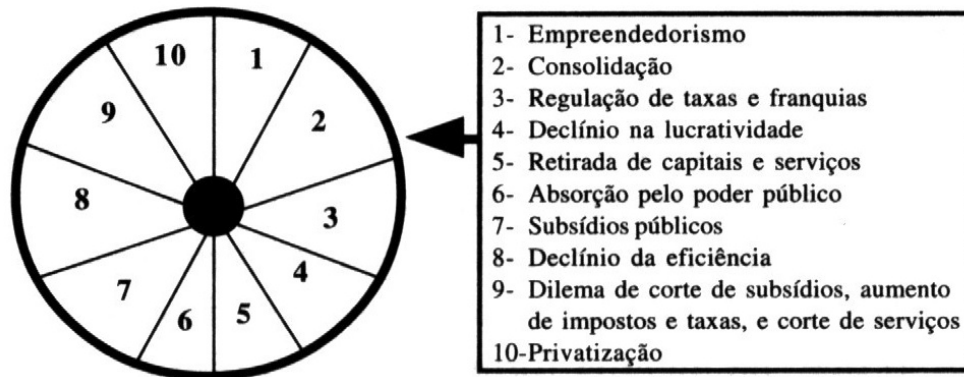 10
1
9
2
8
3
7
4
6
5
1- Empreendedorismo
2- Consolidação
3- Regulação de taxas e franquias
4- Declínio na lucratividade
5- Retirada de capitais e serviços
6- Absorção pelo poder público
7- Subsídios públicos
8- Declínio da eficiência
9- Dilema de corte de subsídios, aumento
de impostos e taxas, e corte de serviços
10-Privatização